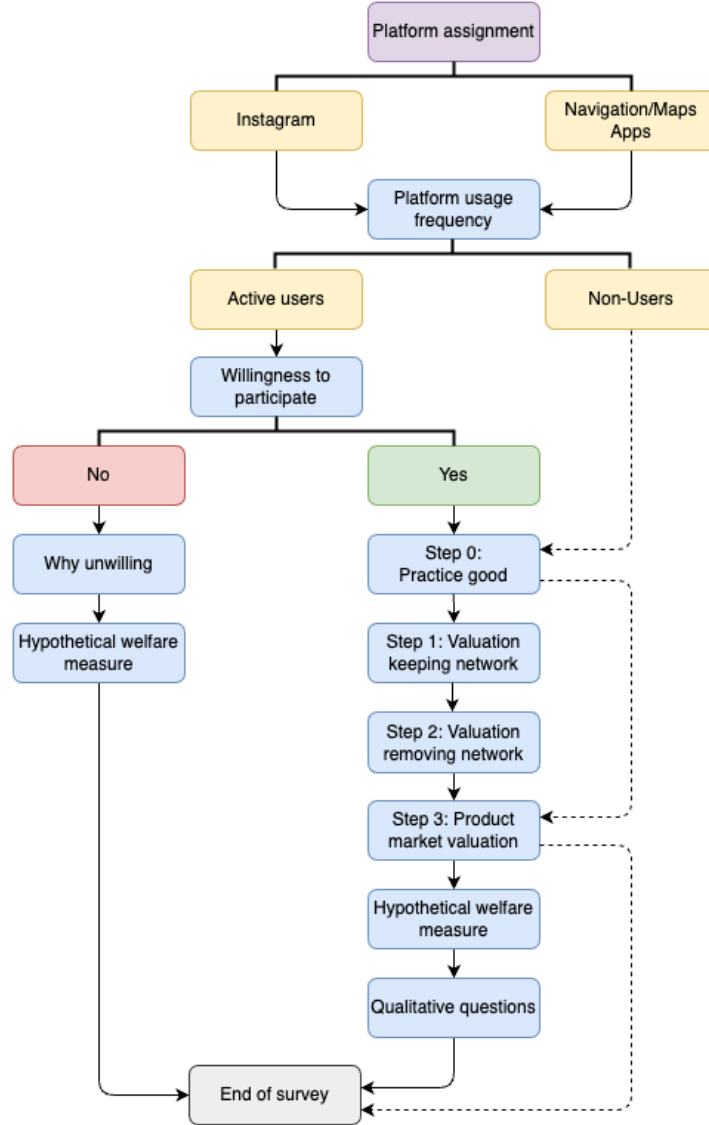 Platform assignment
Instagram
Navigation/Maps
Apps
Platform usage
frequency
Active users
Non-Users
Willingness to
participate
No
Yes
Why unwilling
Step 0:
Practice good
Hypothetical welfare
measure
Step 1: Valuation
keeping network
Step 2: Valuation
removing network
Step 3: Product
market valuation
Hypothetical welfare
measure
Qualitative questions
End of survey